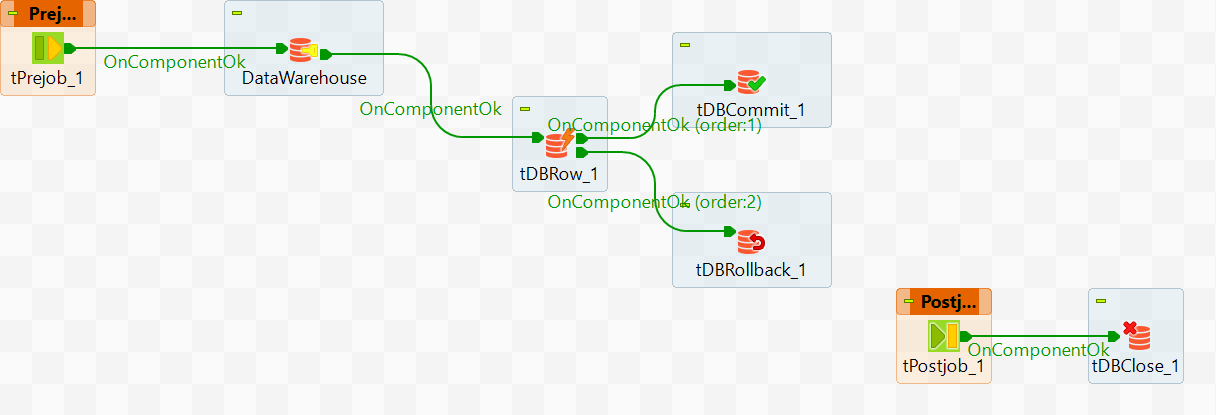 Prej...
tPrejob_1
OnComponentOk
DataWarehouse
OnComponentOk
tDBRow_1
OnComponentOk (order:1)
tDBCommit_1
OnComponentOk (order:2)
tDBRollback_1
Postj...
tPostjob_1
OnComponentOk
tDBClose_1